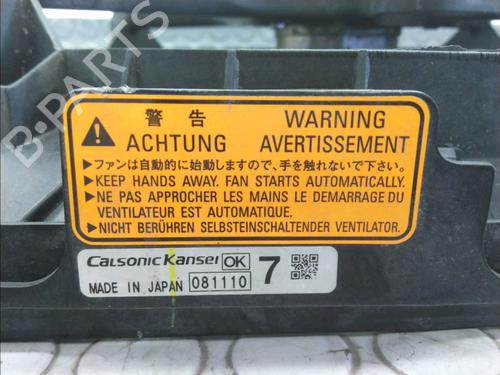 B-PARTS
警告 WARNING
ACHTUNG AVERTISSEMENT
▶ファンは自動的に始動しますので、手を触れないで下さい。
▶KEEP HANDS AWAY. FAN STARTS AUTOMATICALLY.
▶NE PAS APPROCHER LES MAINS LE DEMARRAGE DU
VENTILATEUR EST AUTOMATIQUE.
▶NICHT BERÜHREN SELBSTEINSCHALTENDER VENTILATOR.
CalsonicKansei OK 7
MADE IN JAPAN 081110